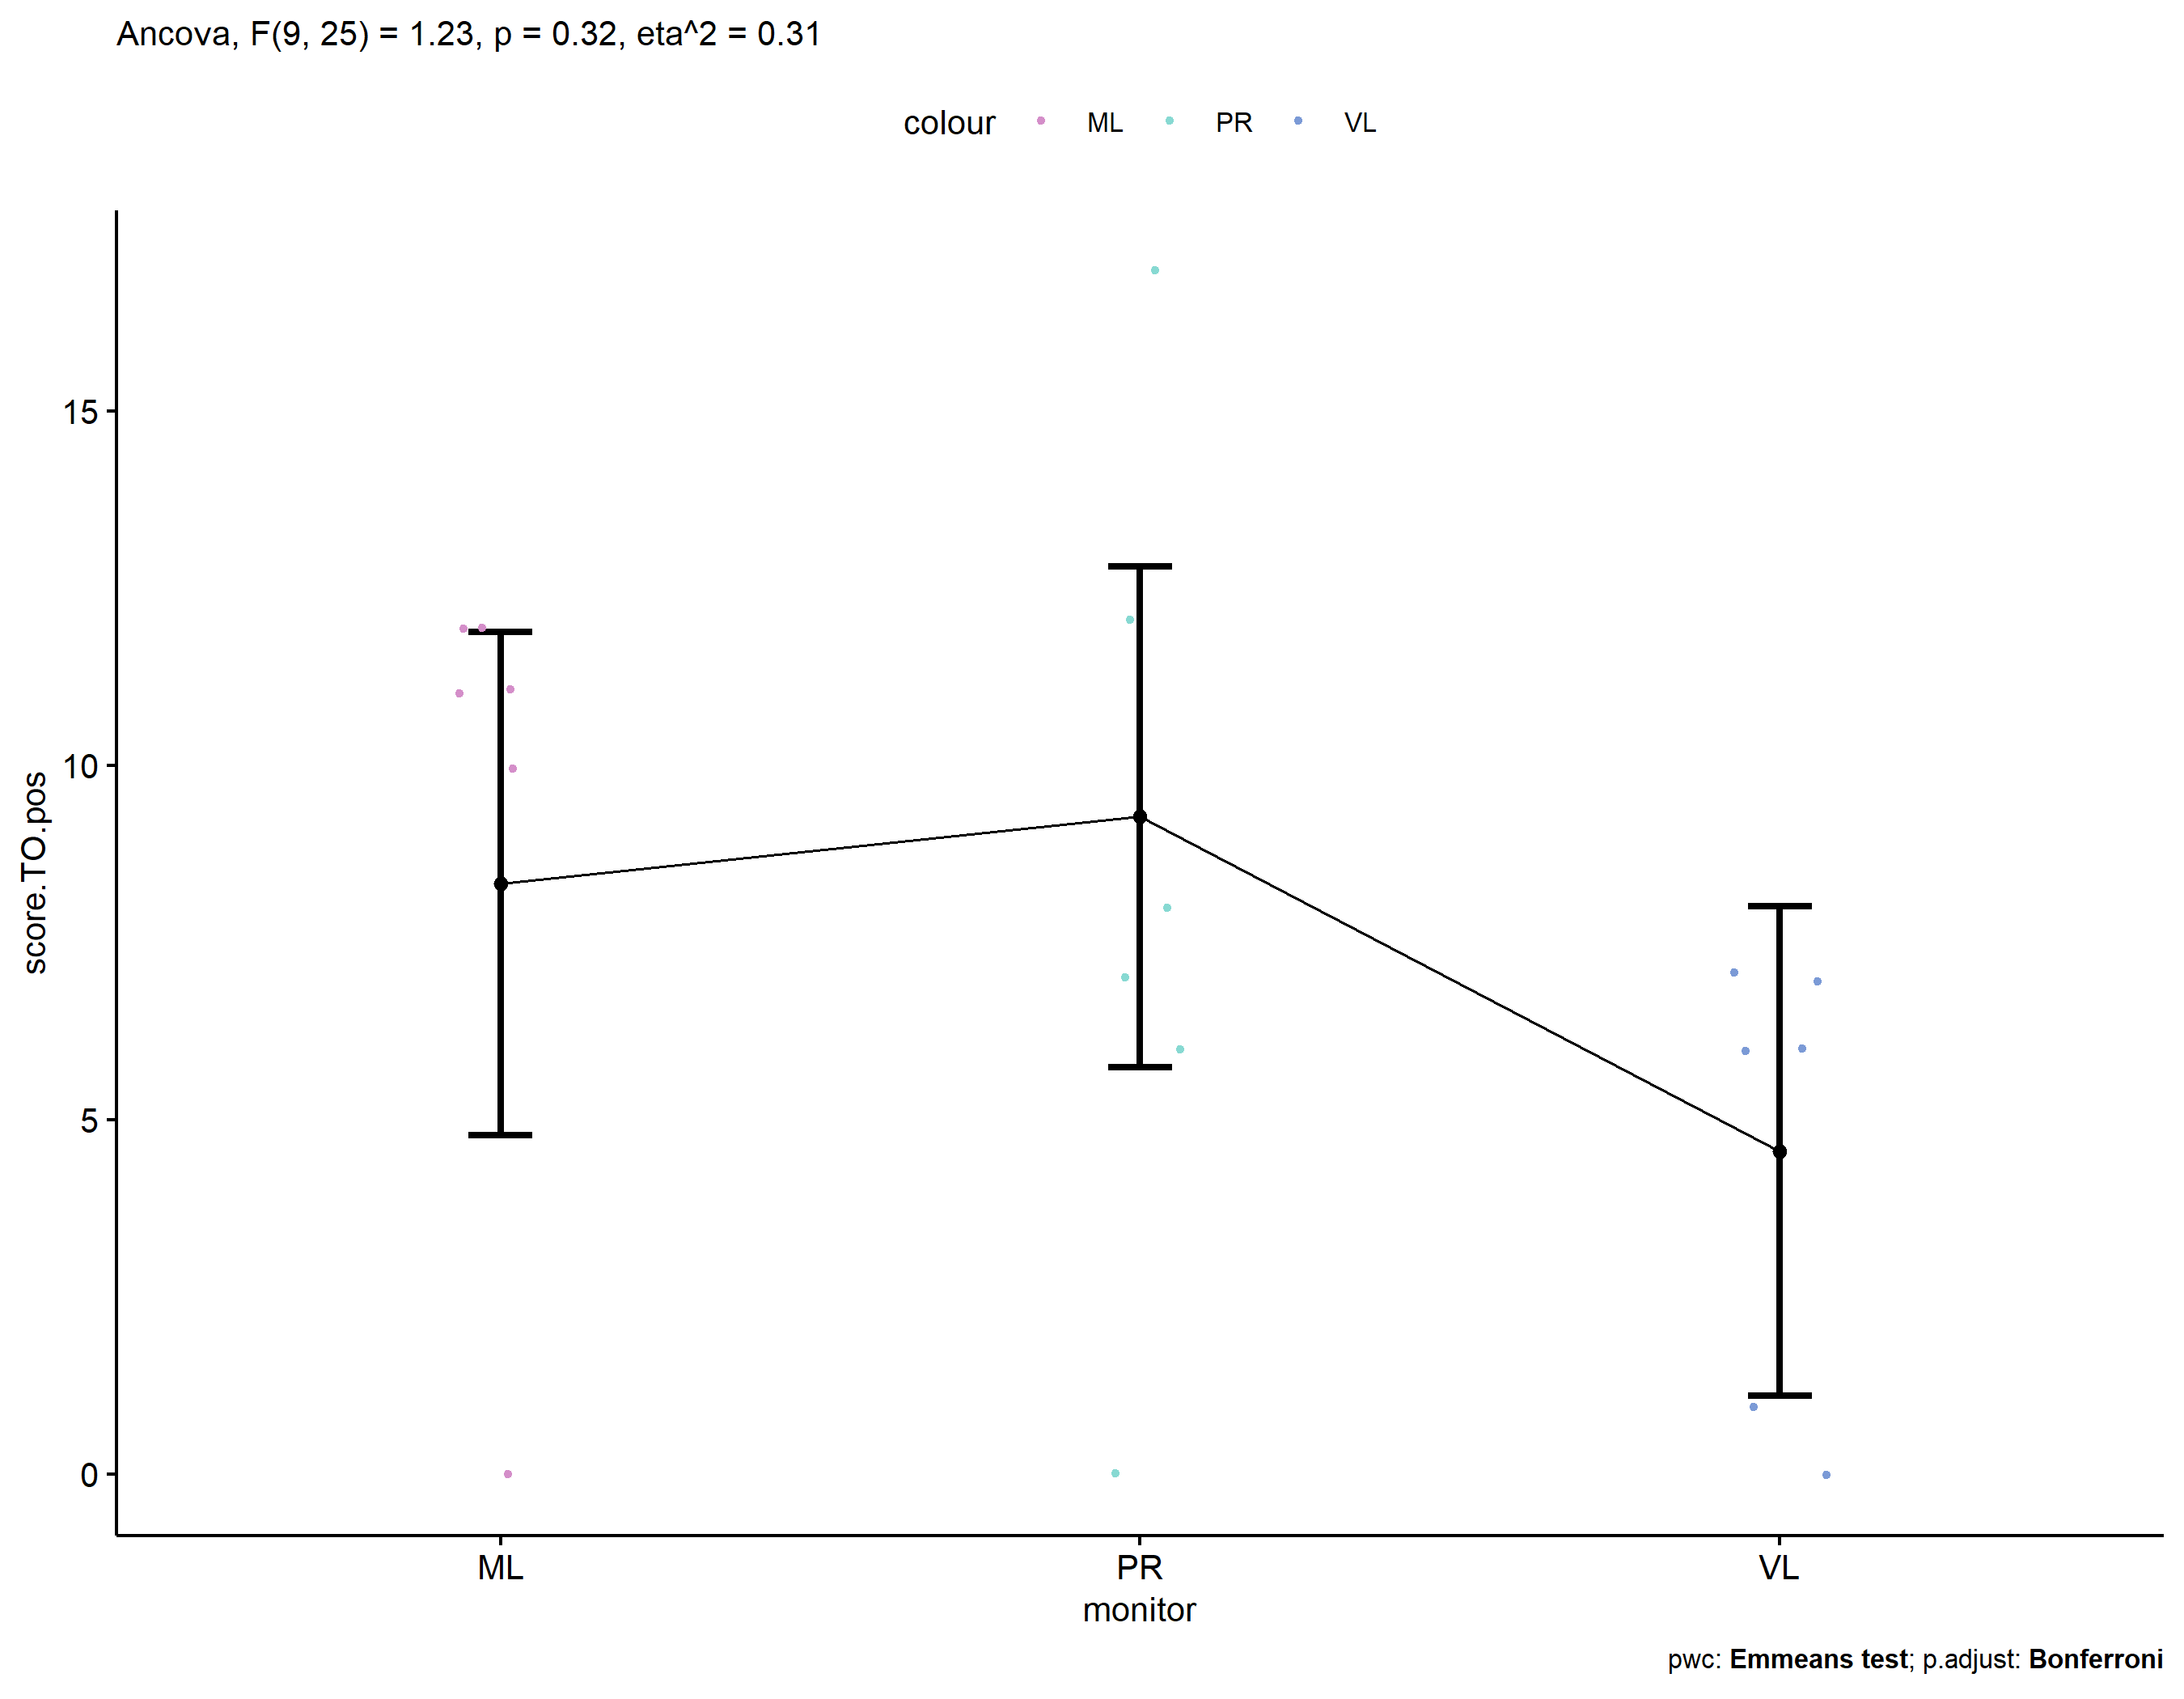 Ancova, F(9, 25) = 1.23, p = 0.32, eta^2 = 0.31
colour ML PR VL
score.TO.pos
15
10
5
0
ML PR VL
monitor
pwc: Emmeans test; p.adjust: Bonferroni